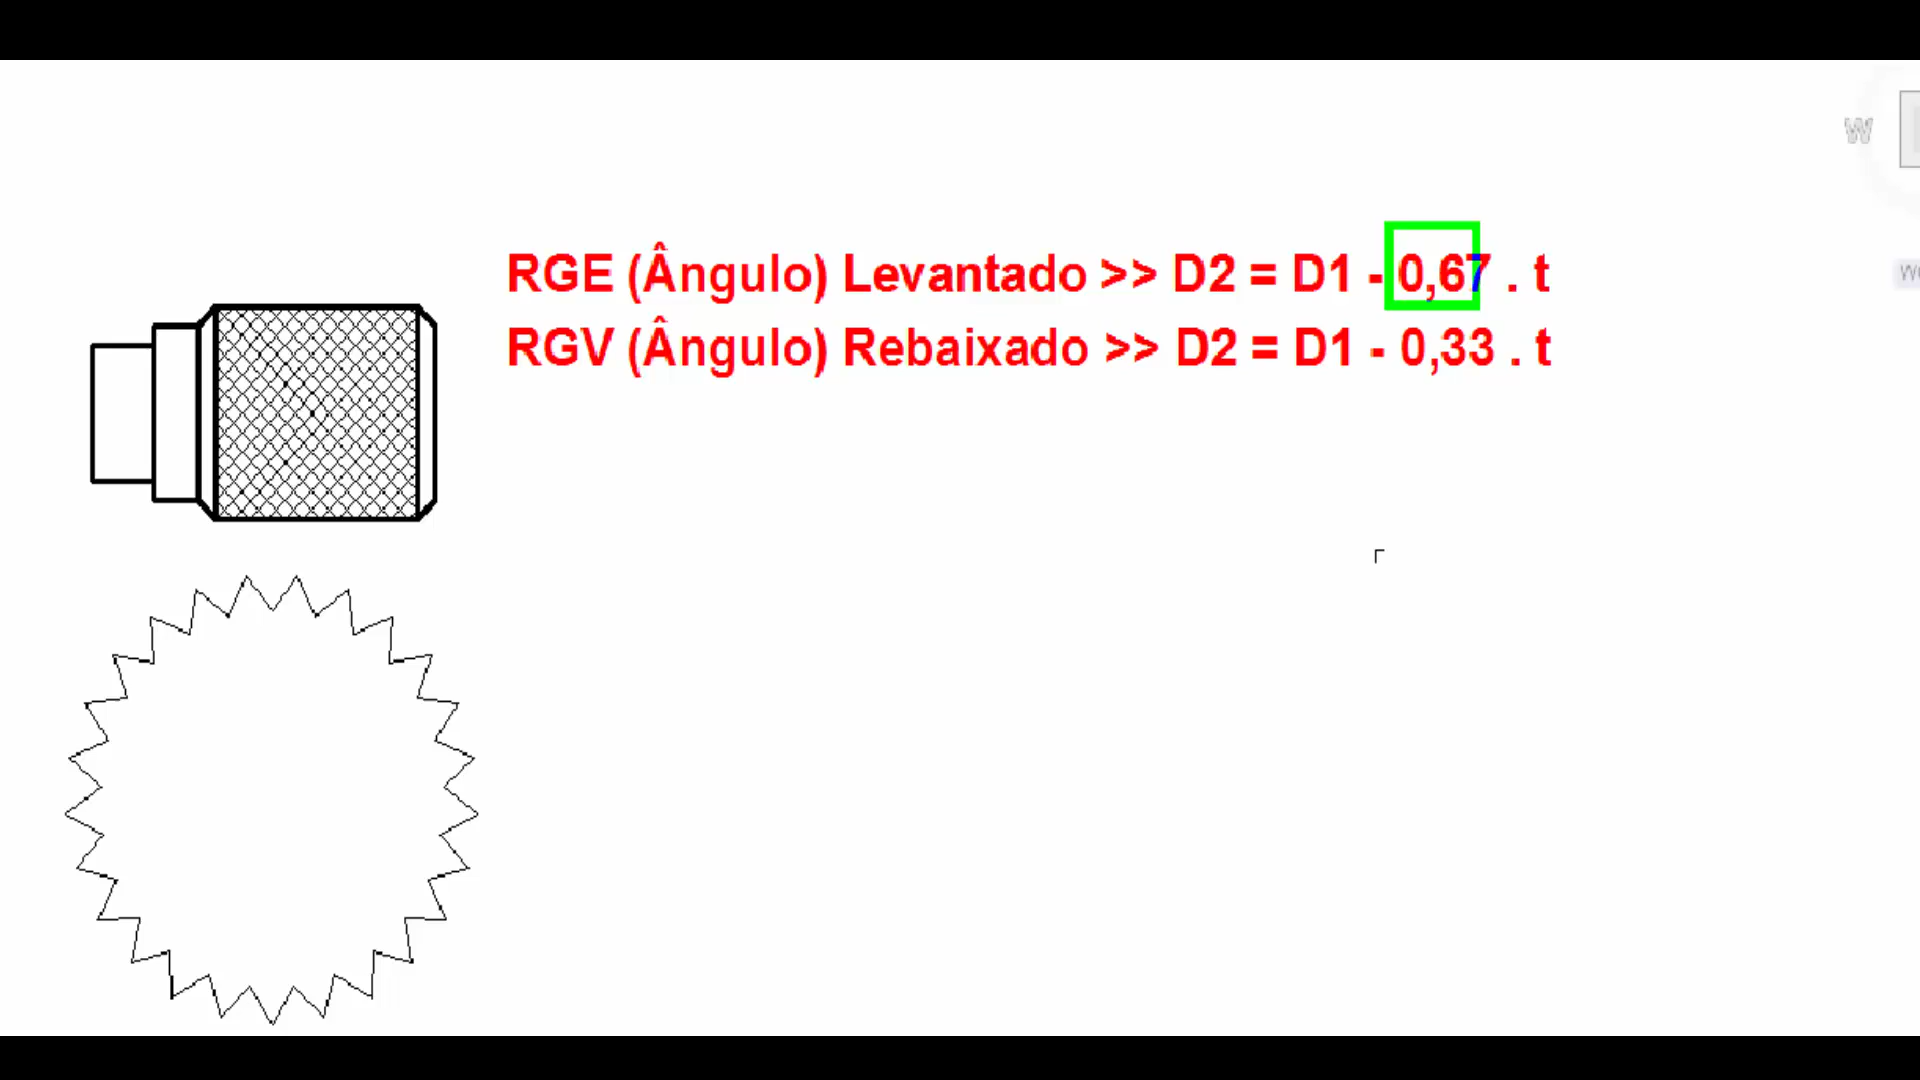 W
RGE (Ângulo) Levantado >> D2 = D1 - 0,67 . t
RGV (Ângulo) Rebaixado >> D2 = D1 - 0,33 . t